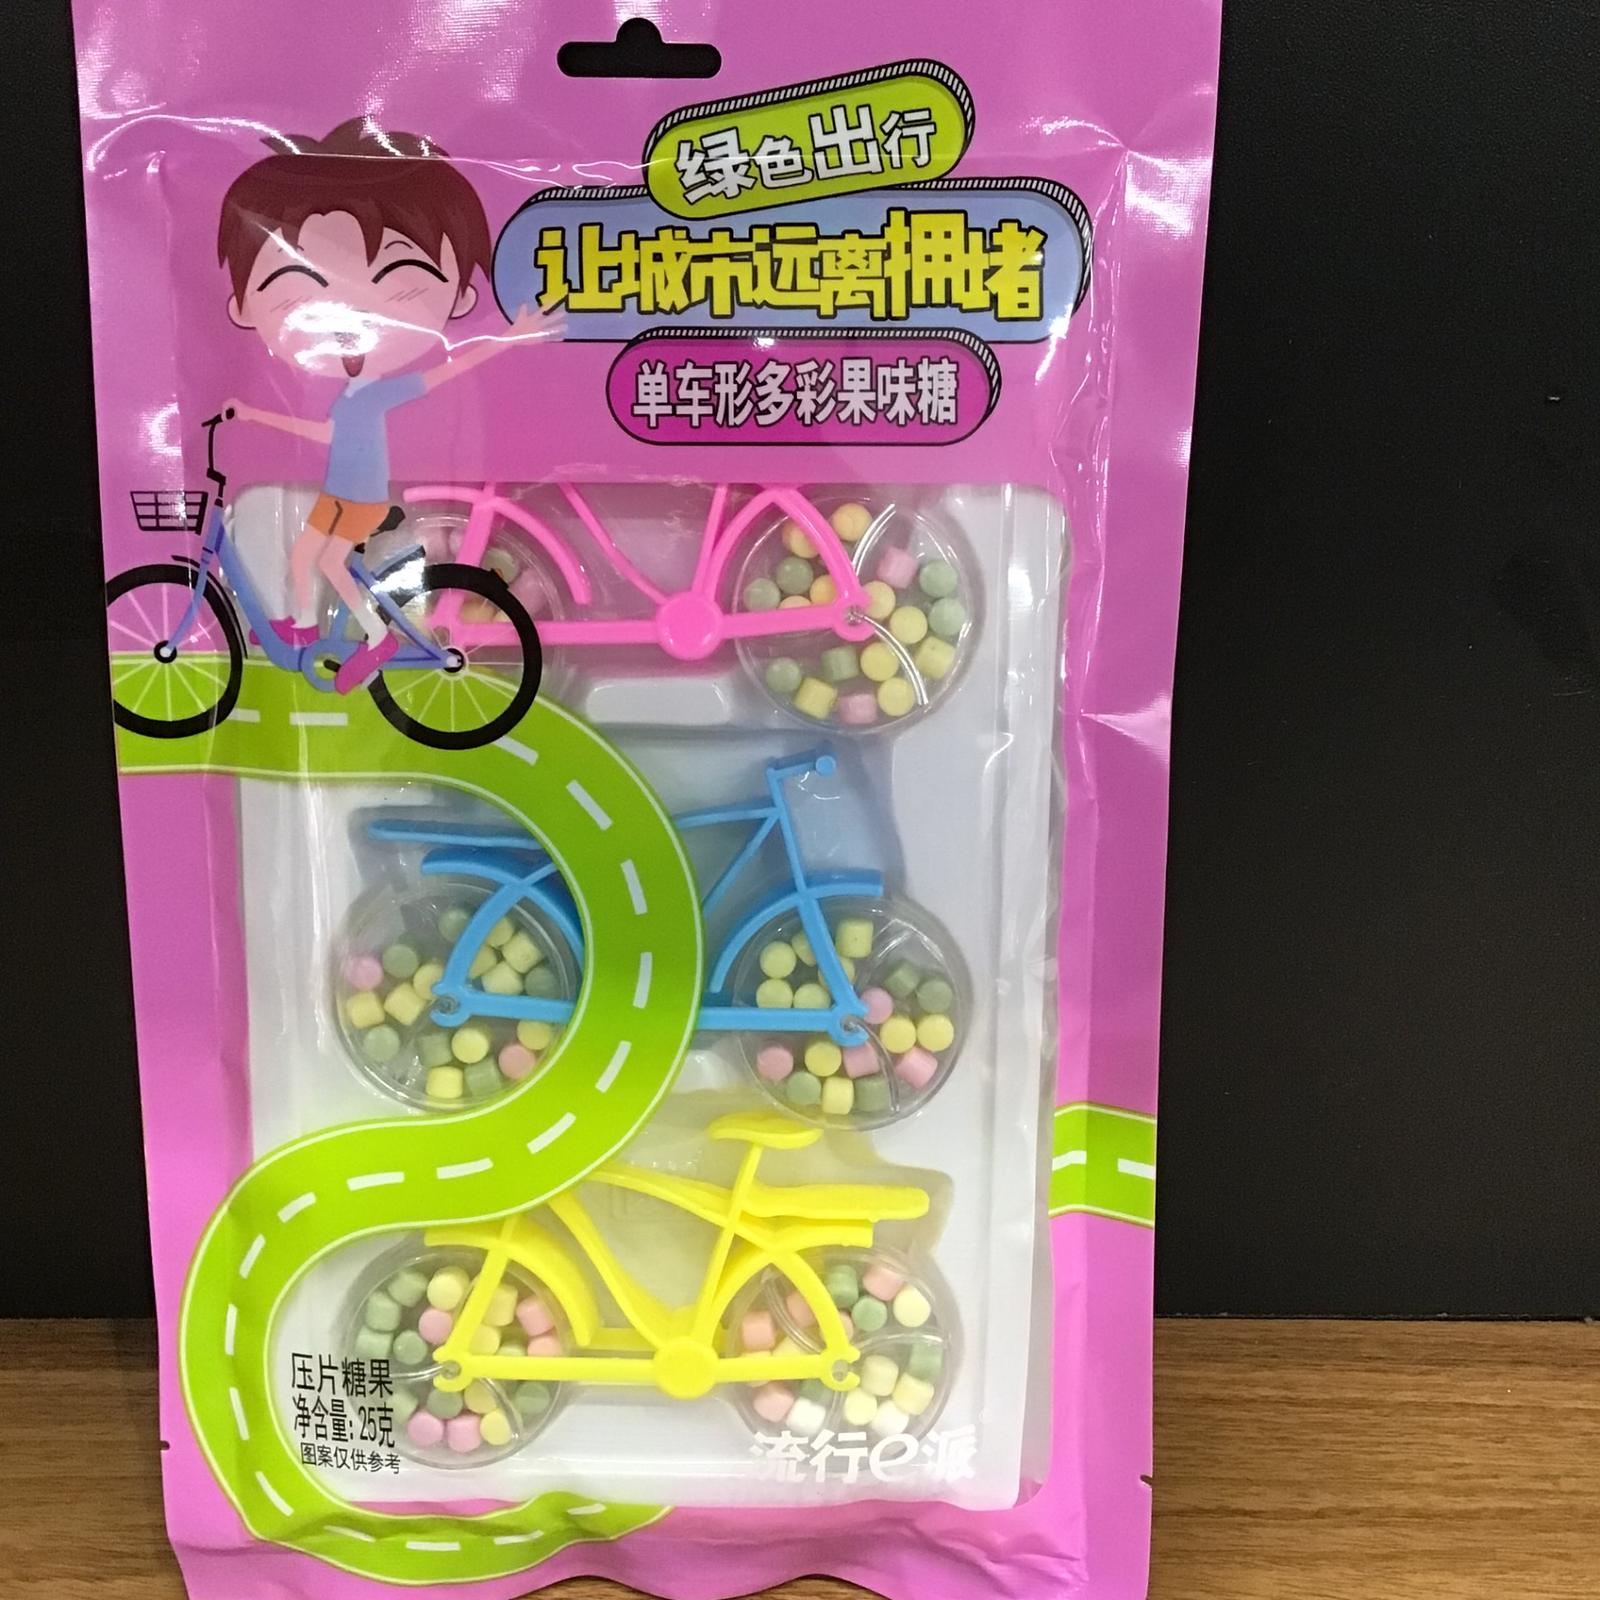 绿色出行
让城市远离拥堵
单车形多彩果味糖
压片糖果
净含量: 25克
图案仅供参考
流行e派